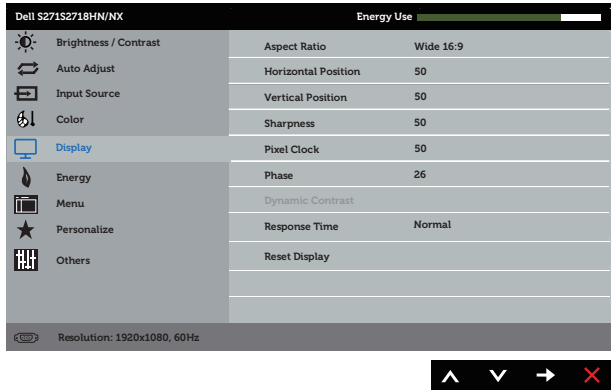 Dell S271S2718HN/NX Energy Use
Brightness / Contrast
Auto Adjust
Input Source
Color
Display
Energy
Menu
Personalize
Others
Aspect Ratio Wide 16:9
Horizontal Position 50
Vertical Position 50
Sharpness 50
Pixel Clock 50
Phase 26
Dynamic Contrast
Response Time Normal
Reset Display
Resolution: 1920x1080, 60Hz